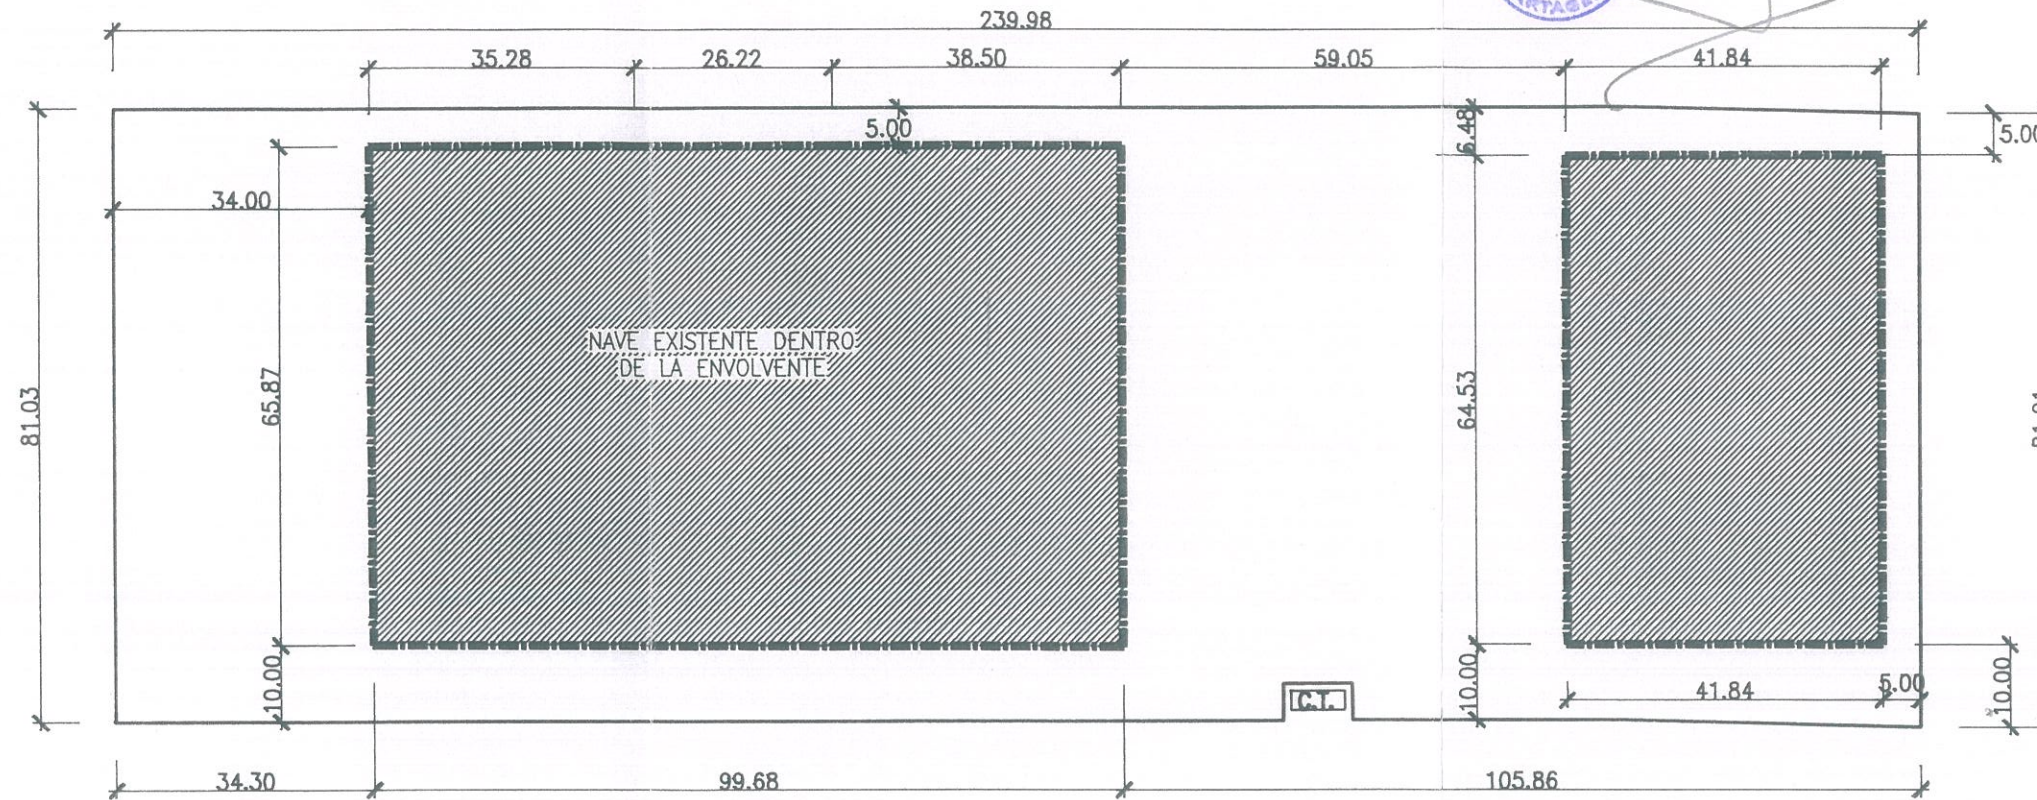 239.98
35.28 26.22 38.50 59.05 41.84
5.00 6.48 5.00
34.00
NAVE EXISTENTE DENTRO
DE LA ENVOLVENTE
81.03 65.87 64.53
10.00 10.00 41.84 5.00 10.00
C.T.
34.30 99.68 105.86